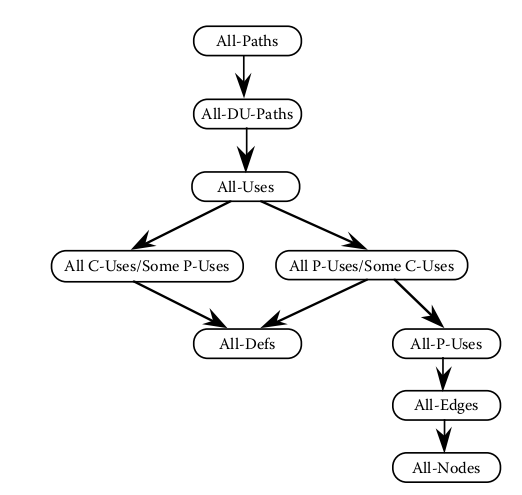 All-Paths
All-DU-Paths
All-Uses
All C-Uses/Some P-Uses
All P-Uses/Some C-Uses
All-Defs
All-P-Uses
All-Edges
All-Nodes